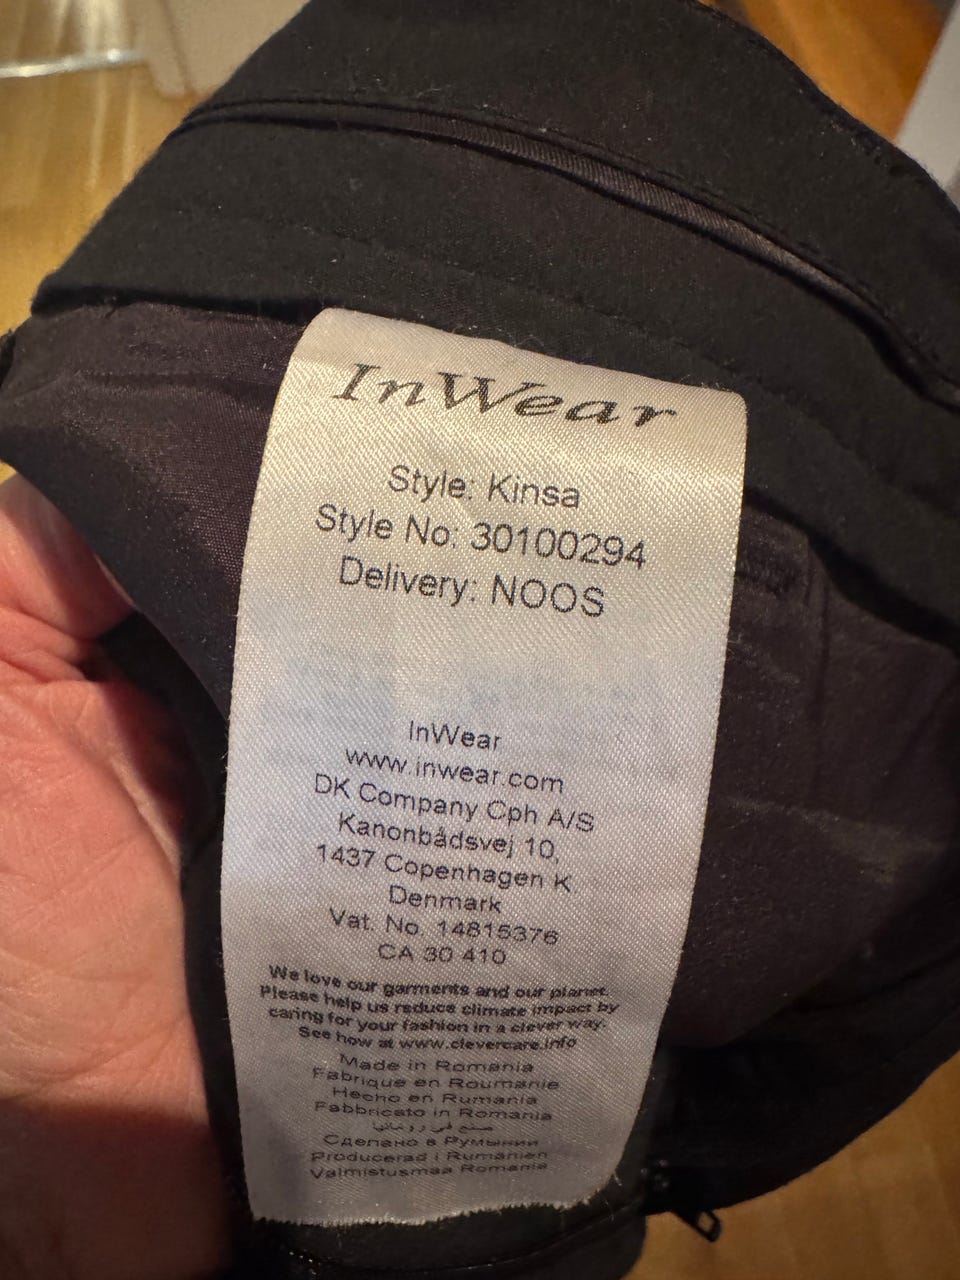 InWear
Style: Kinsa
Style No: 30100294
Delivery: NOOS
InWear
www.inwear.com
DK Company Cph A/S
Kanonbådsvej 10,
1437 Copenhagen K
Denmark
Vat. No. 14815376
CA 30 410
We love our garments and our planet.
Please help us reduce climate impact by
caring for your fashion in a clever way.
See how at www.clevercare.info
Made in Romania
Fabrique en Roumanie
Hecho en Rumania
Fabbricato in Romania
صنع في رومانيا
Сделано в Румынии
Producerad i Rumänien
Valmistusmaa Romania